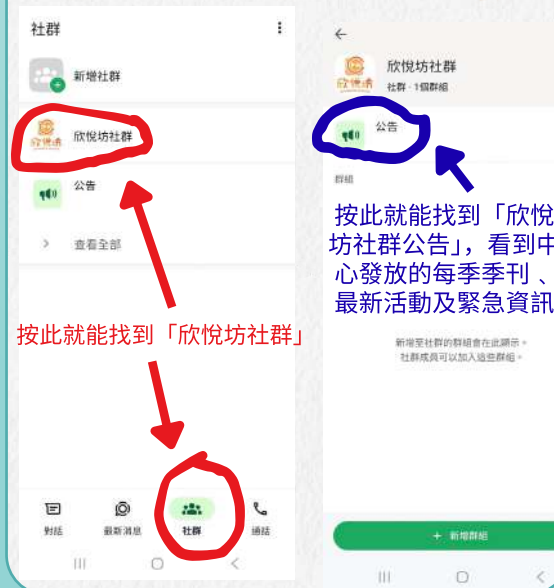 社群
新增社群
欣悅坊
欣悅坊社群
公告
查看全部
按此就能找到「欣悅坊社群」
對話
最新消息
社群
通話
欣悅坊
欣悅坊社群
社群 · 1個群組
公告
群組
按此就能找到「欣悅
坊社群公告」，看到中
心發放的每季季刊、
最新活動及緊急資訊
新增至社群的群組會在此顯示。
社群成員可以加入這些群組。
+ 新增群組